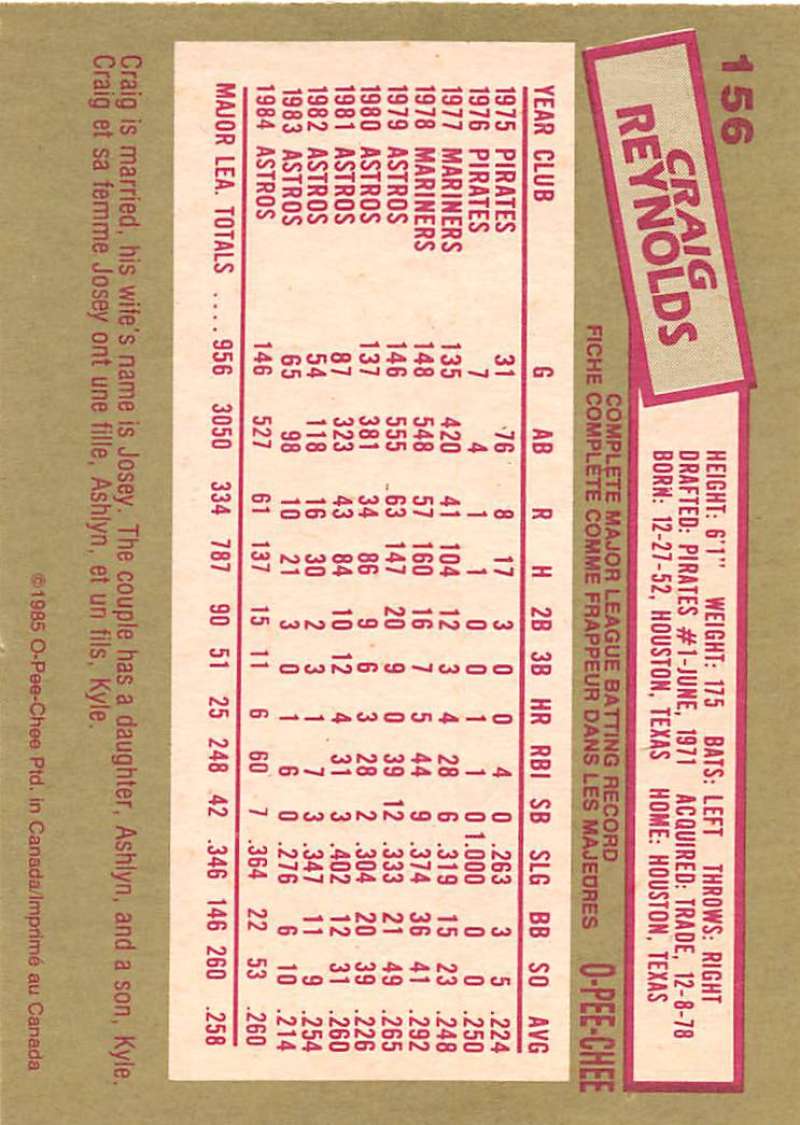 156
CRAIG
REYNOLDS
HEIGHT: 6'1" WEIGHT: 175 BATS: LEFT THROWS: RIGHT
DRAFTED: PIRATES #1-JUNE, 1971 ACQUIRED: TRADE, 12-8-78
BORN: 12-27-52, HOUSTON, TEXAS HOME: HOUSTON, TEXAS
COMPLETE MAJOR LEAGUE BATTING RECORD
FICHE COMPLÈTE COMME FRAPPEUR DANS LES MAJEURES O-PEE-CHEE
YEAR CLUB G AB R H 2B 3B HR RBI SB SLG BB SO AVG
1975 PIRATES 31 76 8 17 3 0 0 4 0 .263 3 5 .224
1976 PIRATES 7 4 1 1 0 0 1 1 0 1.000 0 0 .250
1977 MARINERS 135 420 41 104 12 3 4 28 6 .319 15 23 .248
1978 MARINERS 148 548 57 160 16 7 5 44 9 .374 36 41 .292
1979 ASTROS 146 555 63 147 20 9 0 39 12 .333 21 49 .265
1980 ASTROS 137 381 34 86 9 6 3 28 2 .304 20 39 .226
1981 ASTROS 87 323 43 84 10 12 4 31 3 .402 12 31 .260
1982 ASTROS 54 118 16 30 2 3 1 7 3 .347 11 9 .254
1983 ASTROS 65 98 10 21 3 0 1 6 0 .276 6 10 .214
1984 ASTROS 146 527 61 137 15 11 6 60 7 .364 22 53 .260
MAJOR LEA. TOTALS .... 956 3050 334 787 90 51 25 248 42 .346 146 260 .258
Craig is married, his wife's name is Josey. The couple has a daughter, Ashlyn, and a son, Kyle.
Craig et sa femme Josey ont une fille, Ashlyn, et un fils, Kyle.
©1985 O-Pee-Chee Ptd. in Canada/Imprimé au Canada